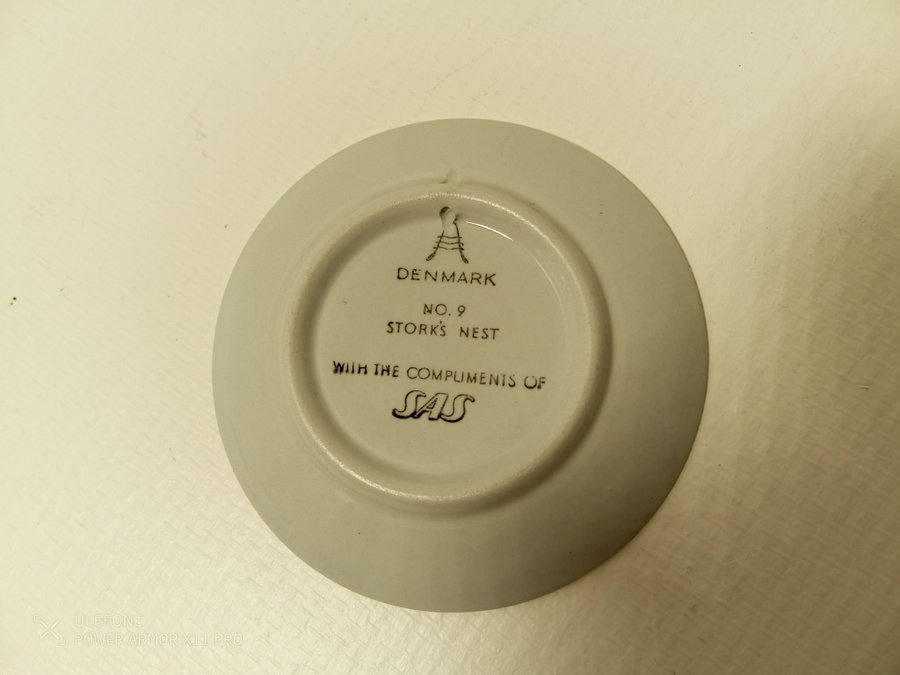 DENMARK
NO. 9
STORK'S NEST
WITH THE COMPLIMENTS OF
SAS
ULEFONE
POWER ARMOR X11 PRO